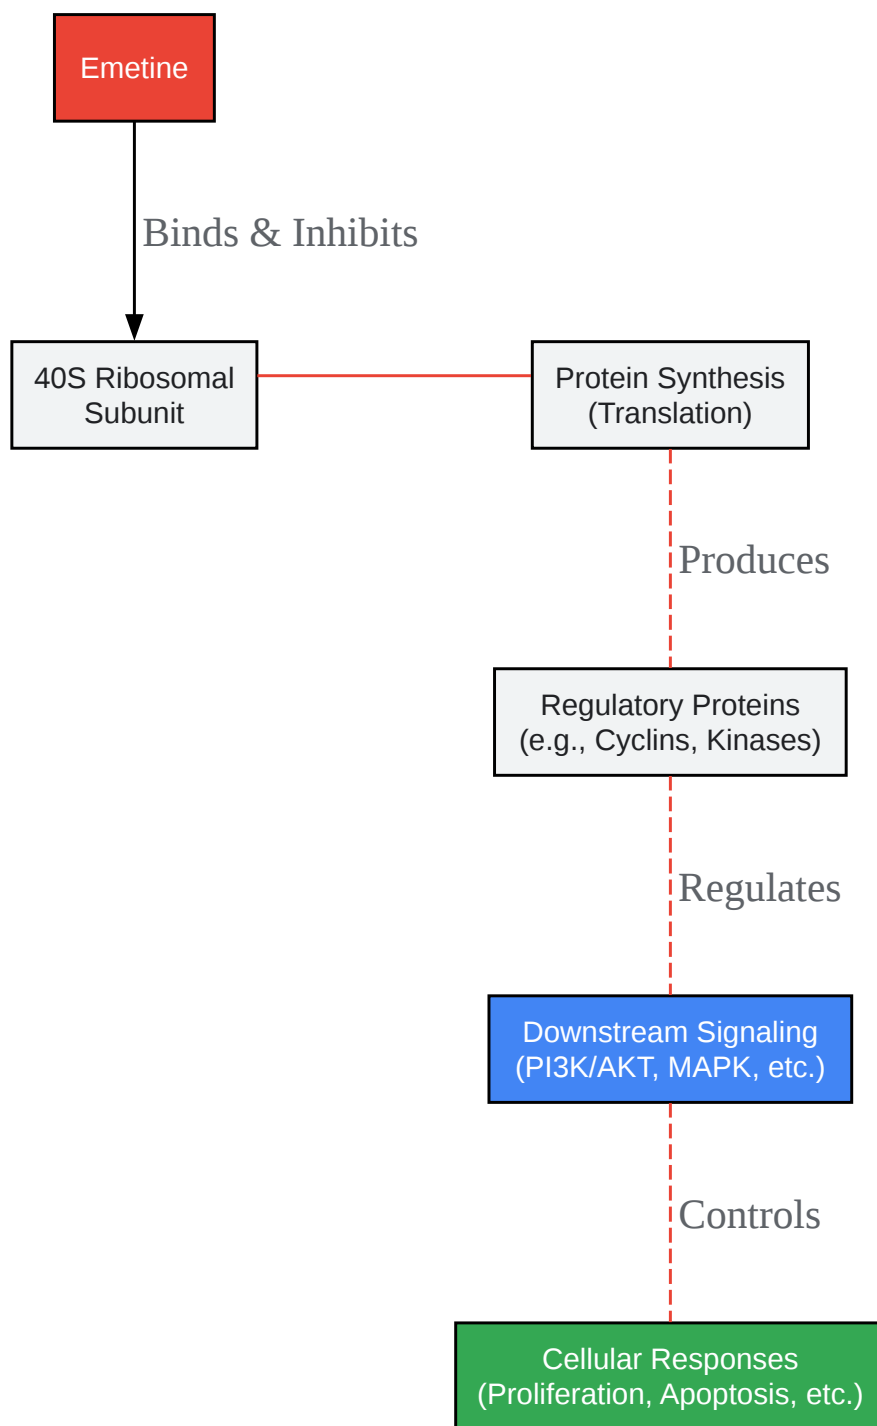 Emetine
Binds & Inhibits
40S Ribosomal
Subunit
Protein Synthesis
(Translation)
Produces
Regulatory Proteins
(e.g., Cyclins, Kinases)
Regulates
Downstream Signaling
(PI3K/AKT, MAPK, etc.)
Controls
Cellular Responses
(Proliferation, Apoptosis, etc.)